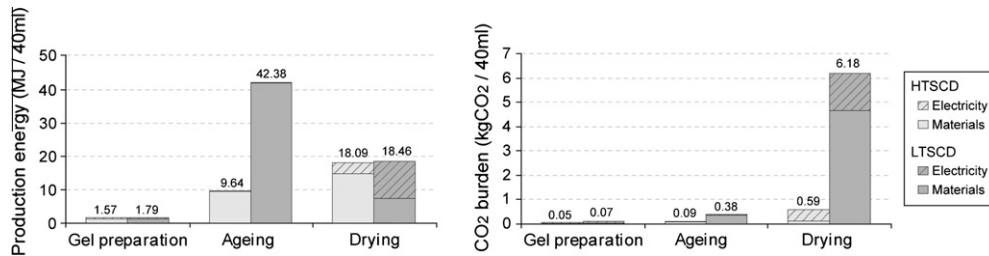 Production energy (MJ / 40ml)
50
40
30
20
10
0
1.57
1.79
9.64
42.38
18.09
18.46
Gel preparation
Ageing
Drying
CO2 burden (kgCO2 / 40ml)
7
6
5
4
3
2
1
0
0.05
0.07
0.09
0.38
0.59
6.18
Gel preparation
Ageing
Drying
HTSCD
Electricity
Materials
LTSCD
Electricity
Materials